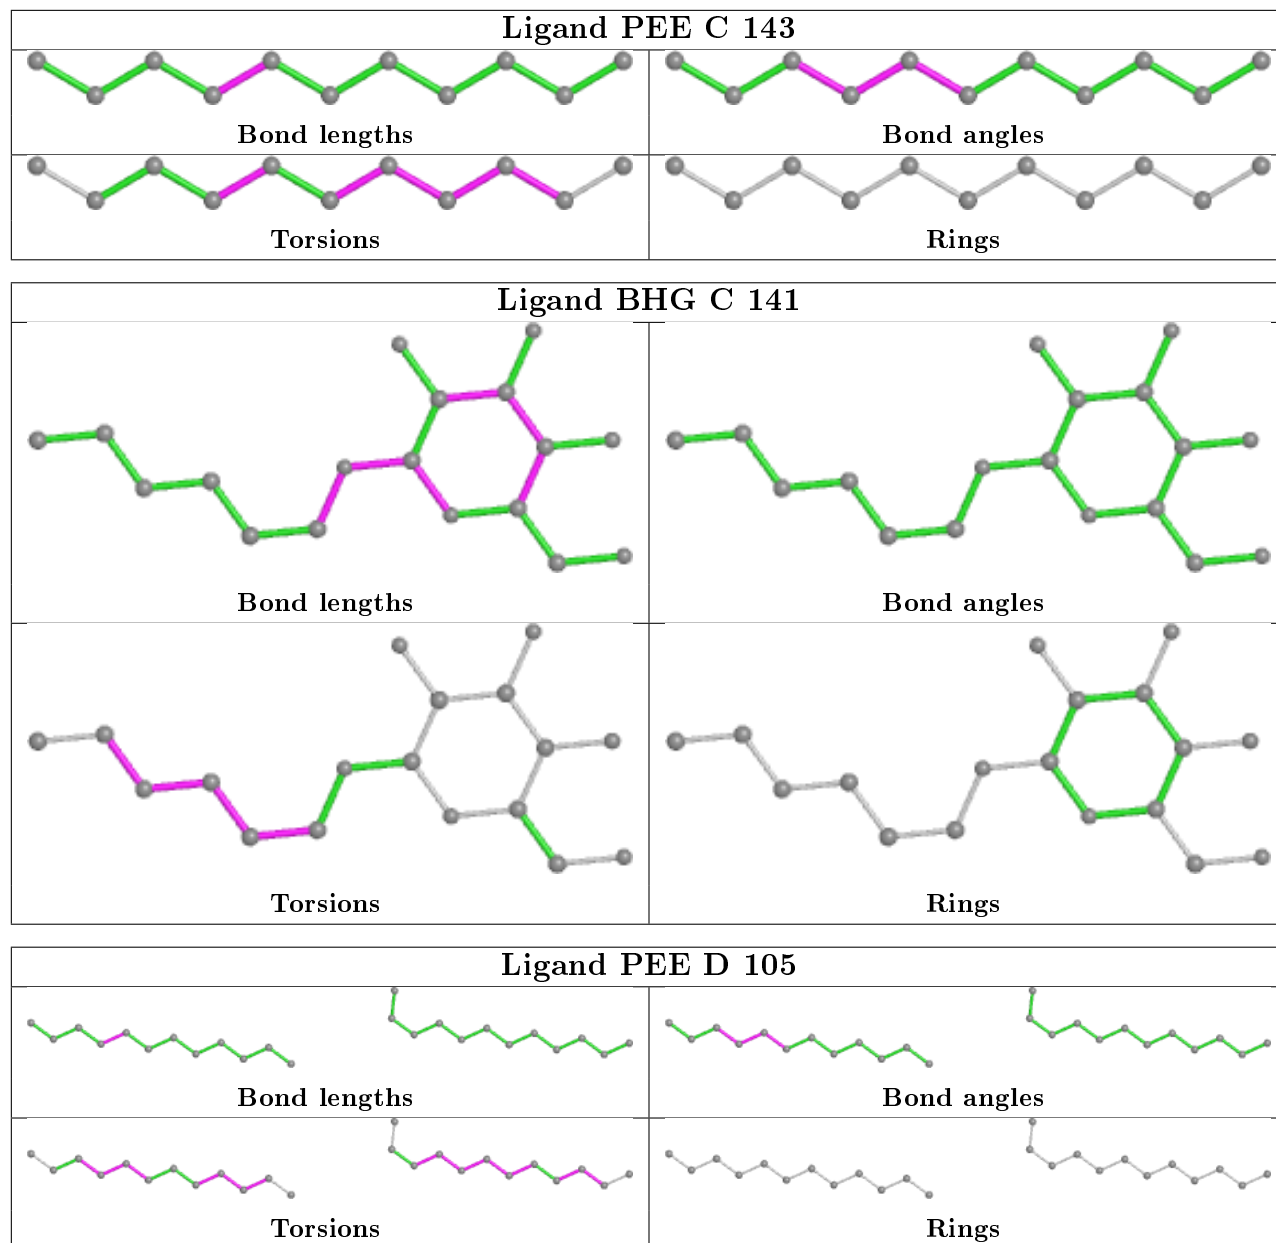 Ligand PEE C 143
Bond lengths
Bond angles
Torsions
Rings
Ligand BHG C 141
Bond lengths
Bond angles
Torsions
Rings
Ligand PEE D 105
Bond lengths
Bond angles
Torsions
Rings